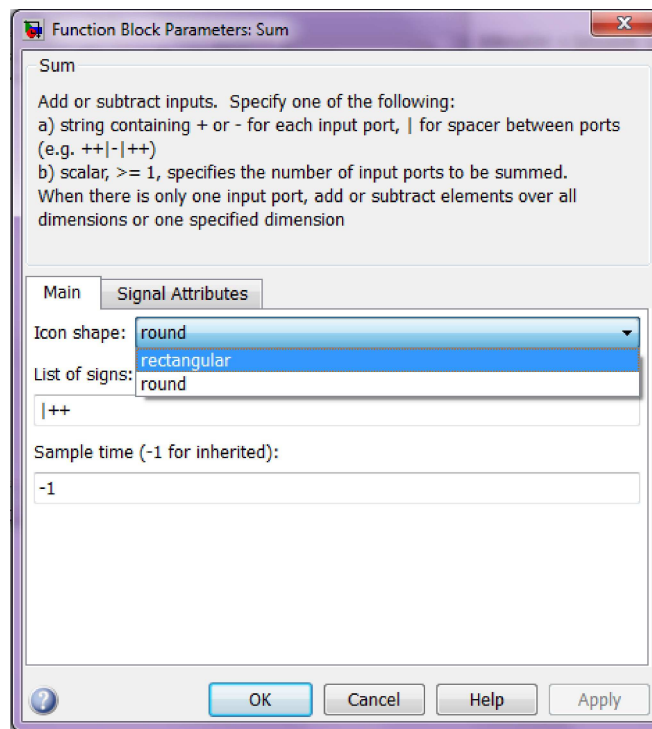 Function Block Parameters: Sum
Sum
Add or subtract inputs.  Specify one of the following:
a) string containing + or - for each input port, | for spacer between ports
(e.g. ++|-|++)
b) scalar, >= 1, specifies the number of input ports to be summed.
When there is only one input port, add or subtract elements over all
dimensions or one specified dimension
Main
Signal Attributes
Icon shape: round
rectangular
List of signs:
round
|++
Sample time (-1 for inherited):
-1
OK
Cancel
Help
Apply